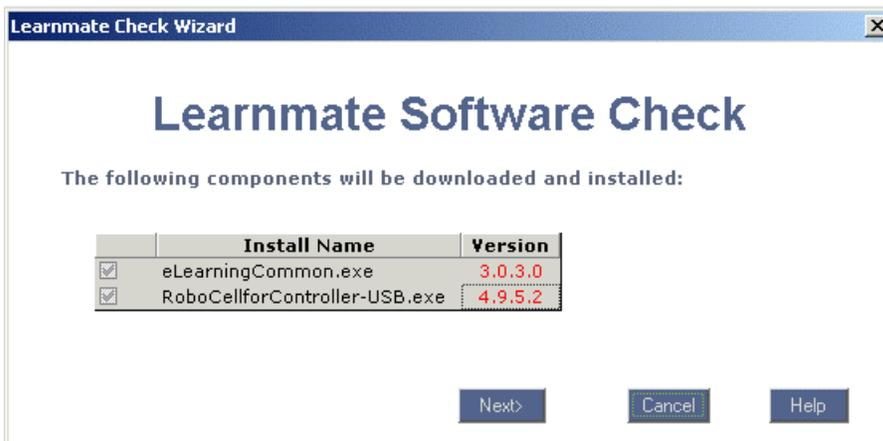 Learnmate Check Wizard
Learnmate Software Check
The following components will be downloaded and installed:
Install Name Version
eLearningCommon.exe 3.0.3.0
RoboCellforController-USB.exe 4.9.5.2
Next> Cancel Help